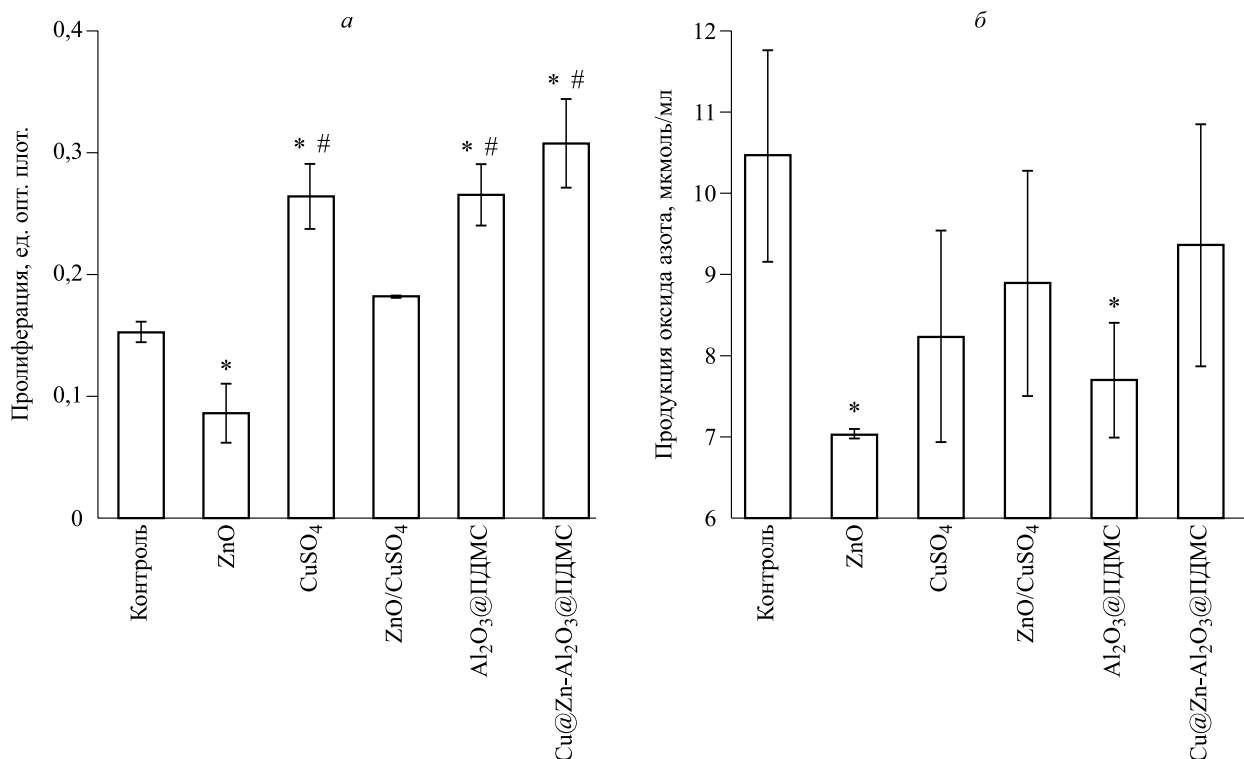 а
Пролиферация, ед. опт. плот.
0,4
0,3
0,2
0,1
0
*
* #
* #
* #
Контроль
ZnO
CuSO₄
ZnO/CuSO₄
Al₂O₃@ПДМС
Cu@Zn-Al₂O₃@ПДМС
б
Продукция оксида азота, мкмоль/мл
12
11
10
9
8
7
6
*
*
Контроль
ZnO
CuSO₄
ZnO/CuSO₄
Al₂O₃@ПДМС
Cu@Zn-Al₂O₃@ПДМС